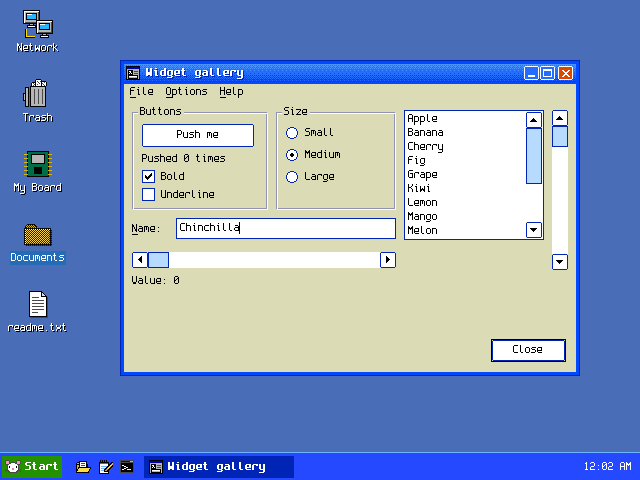 Network
Trash
My Board
Documents
readme.txt
Widget gallery
File Options Help
Buttons
Push me
Pushed 0 times
Bold
Underline
Size
Small
Medium
Large
Apple
Banana
Cherry
Fig
Grape
Kiwi
Lemon
Mango
Melon
Name: Chinchilla
Value: 0
Close
Start
Widget gallery
12:02 AM